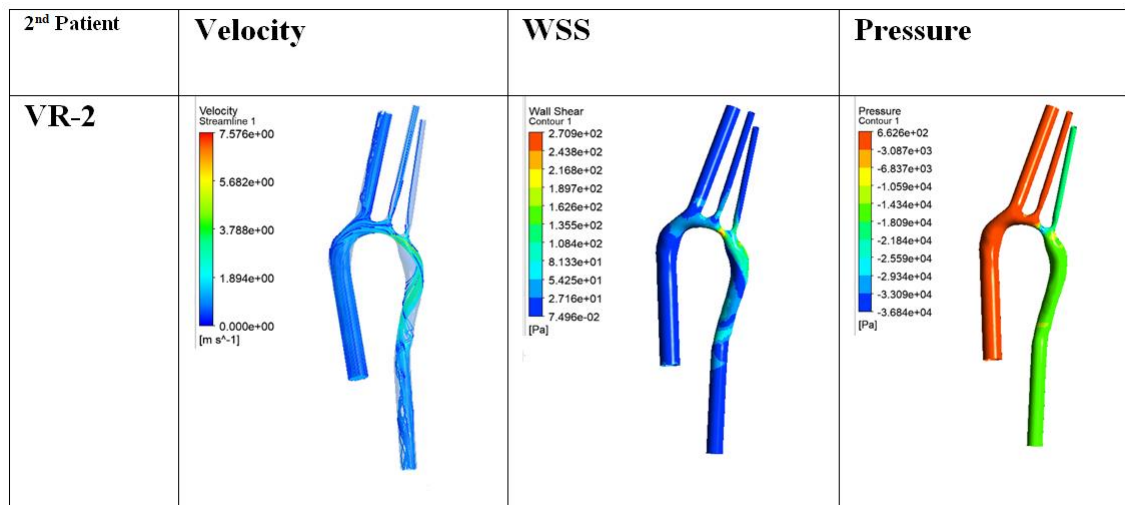 2nd Patient
Velocity
WSS
Pressure
VR-2
Velocity
Streamline 1
7.576e+00
5.682e+00
3.788e+00
1.894e+00
0.000e+00
[m s^-1]
Wall Shear
Contour 1
2.709e+02
2.438e+02
2.168e+02
1.897e+02
1.626e+02
1.355e+02
1.084e+02
8.133e+01
5.425e+01
2.716e+01
7.496e-02
[Pa]
Pressure
Contour 1
6.626e+02
-3.087e+03
-6.837e+03
-1.059e+04
-1.434e+04
-1.809e+04
-2.184e+04
-2.559e+04
-2.934e+04
-3.309e+04
-3.684e+04
[Pa]